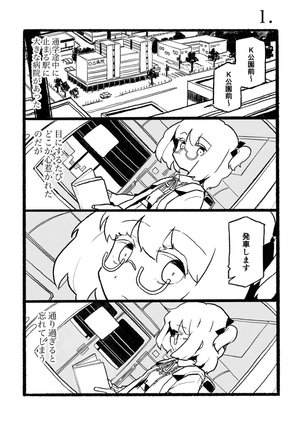 1.
K公園前〜
K公園前〜
通学途中に
止まる駅に
大きな病院があった
目にするたび
どこか心惹かれた
のだが
発車します
通り過ぎると
忘れてしまう